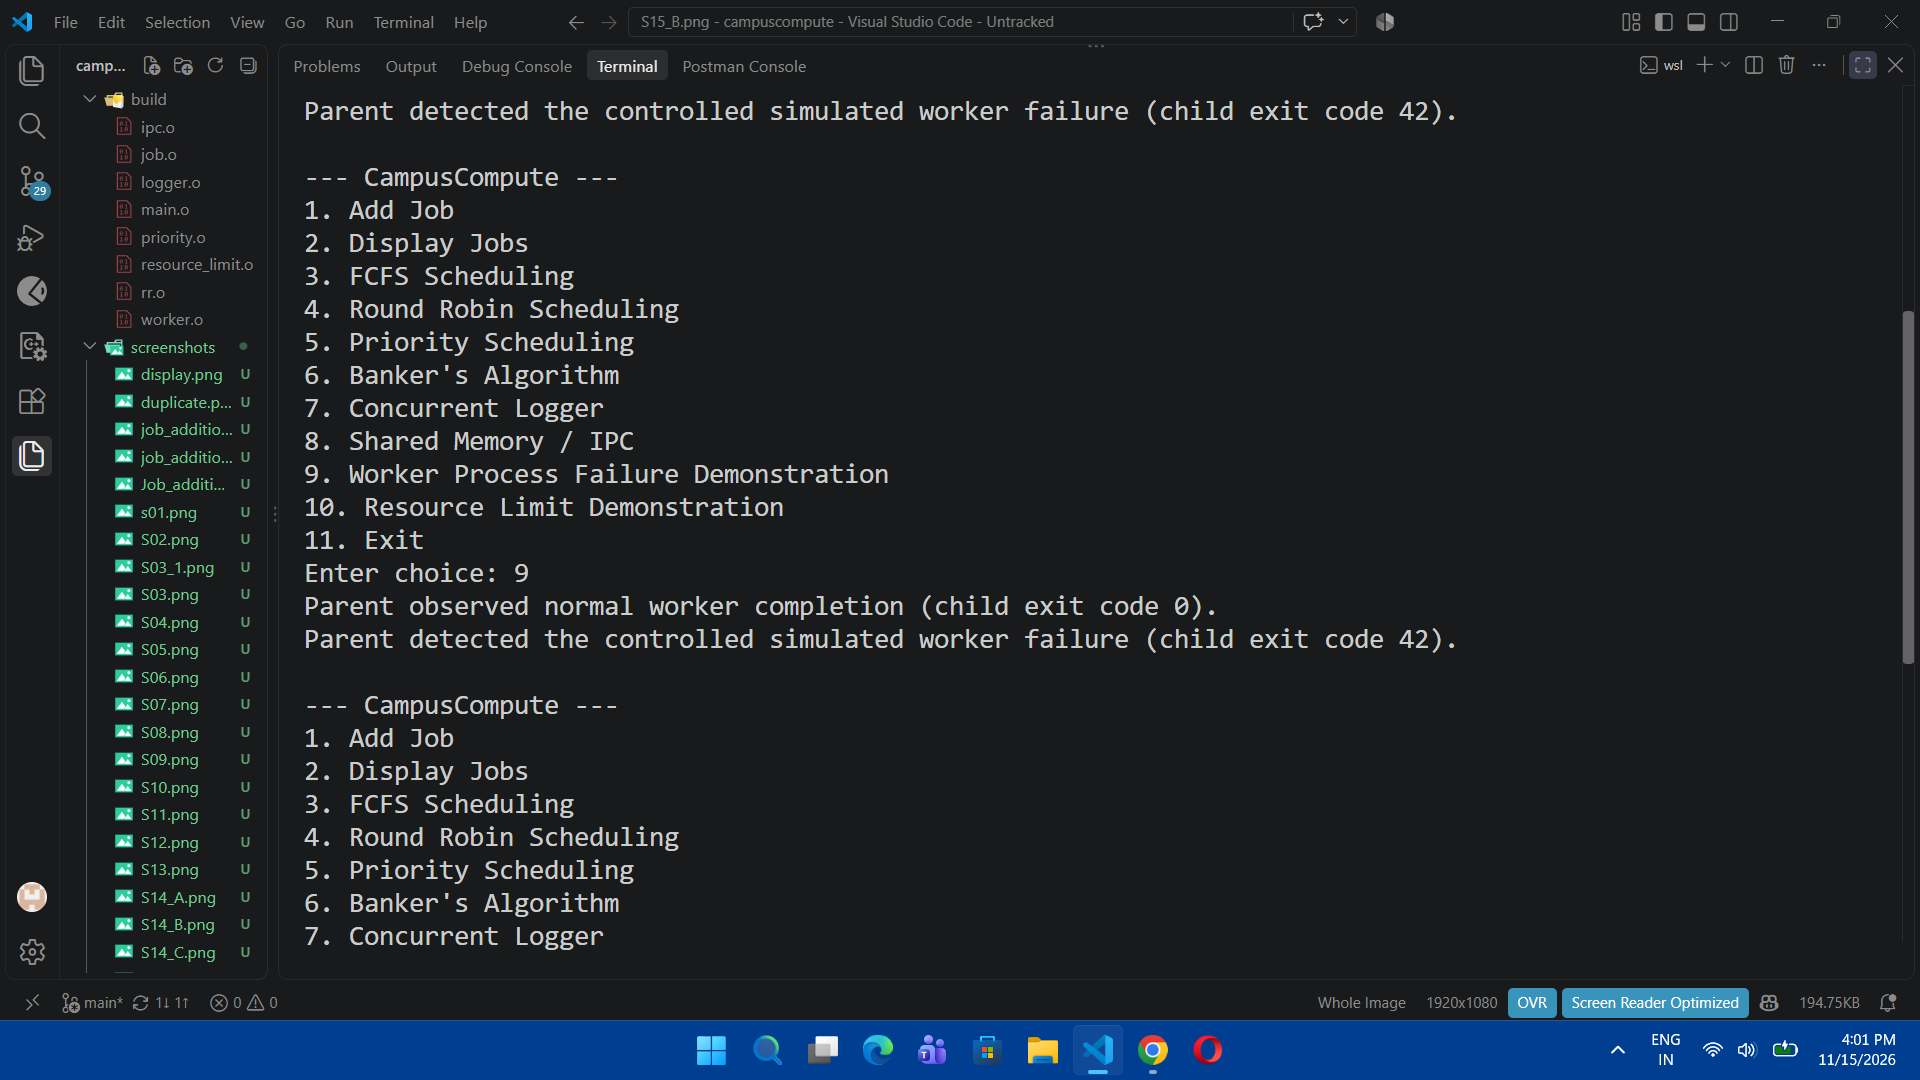 File Edit Selection View Go Run Terminal Help
S15_B.png - campuscompute - Visual Studio Code - Untracked
camp...
build
ipc.o
job.o
logger.o
main.o
priority.o
resource_limit.o
rr.o
worker.o
screenshots
display.png U
duplicate.p... U
job_additio... U
job_additio... U
Job_additi... U
s01.png U
S02.png U
S03_1.png U
S03.png U
S04.png U
S05.png U
S06.png U
S07.png U
S08.png U
S09.png U
S10.png U
S11.png U
S12.png U
S13.png U
S14_A.png U
S14_B.png U
S14_C.png U
29
Problems Output Debug Console Terminal Postman Console
wsl
Parent detected the controlled simulated worker failure (child exit code 42).
--- CampusCompute ---
1. Add Job
2. Display Jobs
3. FCFS Scheduling
4. Round Robin Scheduling
5. Priority Scheduling
6. Banker's Algorithm
7. Concurrent Logger
8. Shared Memory / IPC
9. Worker Process Failure Demonstration
10. Resource Limit Demonstration
11. Exit
Enter choice: 9
Parent observed normal worker completion (child exit code 0).
Parent detected the controlled simulated worker failure (child exit code 42).
--- CampusCompute ---
1. Add Job
2. Display Jobs
3. FCFS Scheduling
4. Round Robin Scheduling
5. Priority Scheduling
6. Banker's Algorithm
7. Concurrent Logger
main* 1↓ 1↑ 0 0
Whole Image 1920x1080 OVR Screen Reader Optimized 194.75KB
ENG
IN
4:01 PM
11/15/2026